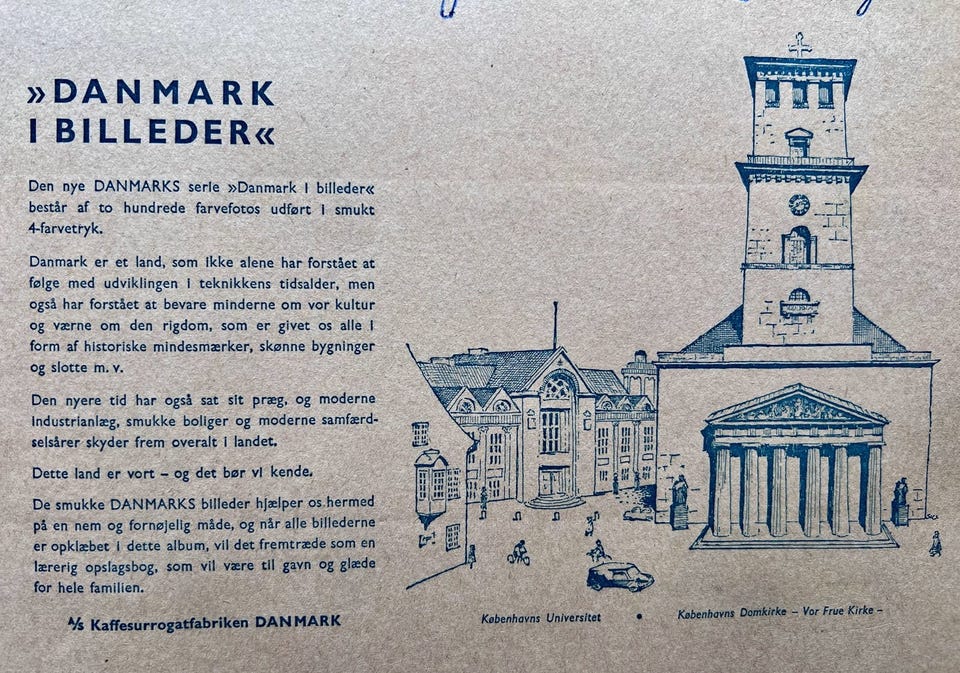 »DANMARK
I BILLEDER«
Den nye DANMARKS serie »Danmark i billeder«
består af to hundrede farvefotos udført i smukt
4-farvetryk.
Danmark er et land, som ikke alene har forstået at
følge med udviklingen i teknikkens tidsalder, men
også har forstået at bevare minderne om vor kultur
og værne om den rigdom, som er givet os alle i
form af historiske mindesmærker, skønne bygninger
og slotte m. v.
Den nyere tid har også sat sit præg, og moderne
industrianlæg, smukke boliger og moderne samfærd-
selsårer skyder frem overalt i landet.
Dette land er vort – og det bør vi kende.
De smukke DANMARKS billeder hjælper os hermed
på en nem og fornøjelig måde, og når alle billederne
er opklæbet i dette album, vil det fremtræde som en
lærerig opslagsbog, som vil være til gavn og glæde
for hele familien.
A/S Kaffesurrogatfabriken DANMARK
Københavns Universitet • Københavns Domkirke – Vor Frue Kirke –